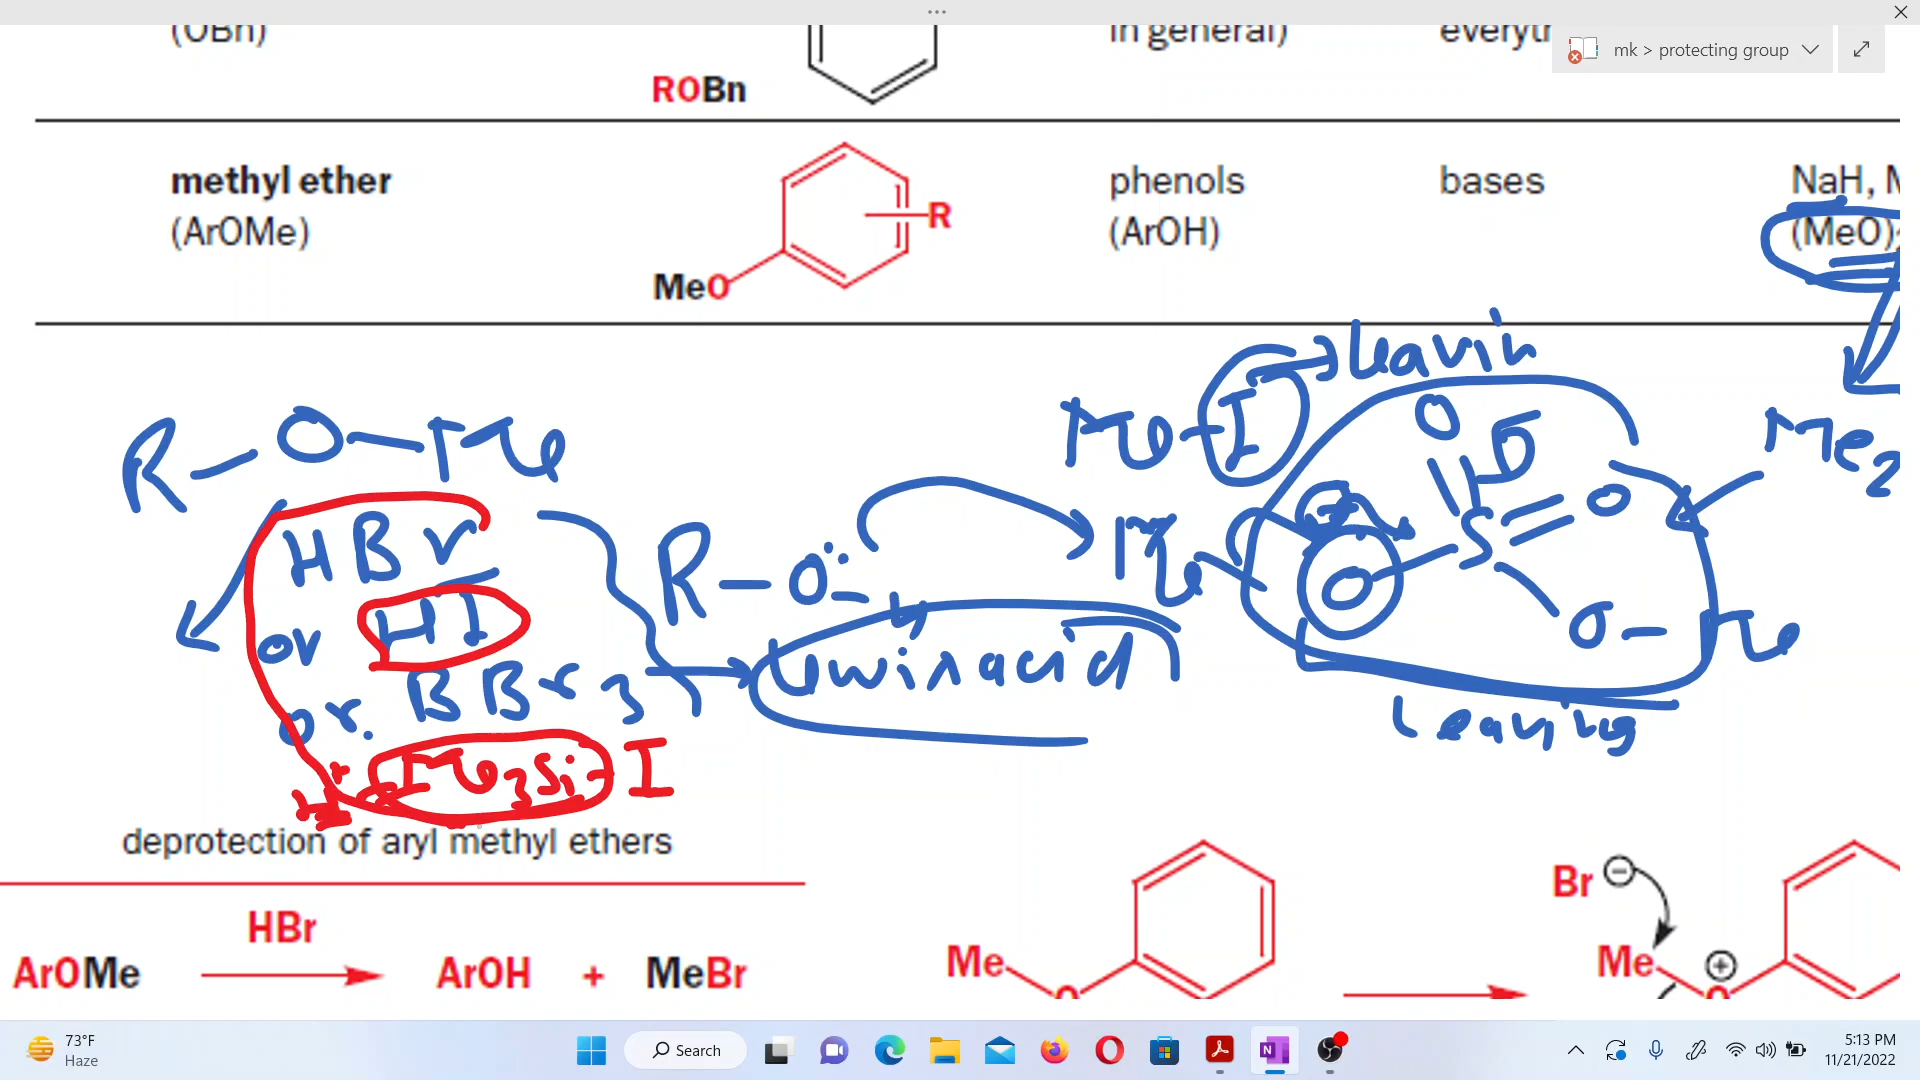 (OBn)
in general)
ROBn
mk > protecting group
methyl ether
(ArOMe)
R
MeO
phenols
(ArOH)
bases
NaH,
(MeO)
R-O-Me
HBr
or HI
or. BBr3
Me3Si-I
R-O:
Lewis acid
Me-I
Me
O
O
S
O
O-Me
Me2
Leaving
deprotection of aryl methyl ethers
HBr
ArOMe
ArOH + MeBr
Me
Br ⊖
Me
⊕
73°F
Haze
Search
5:13 PM
11/21/2022